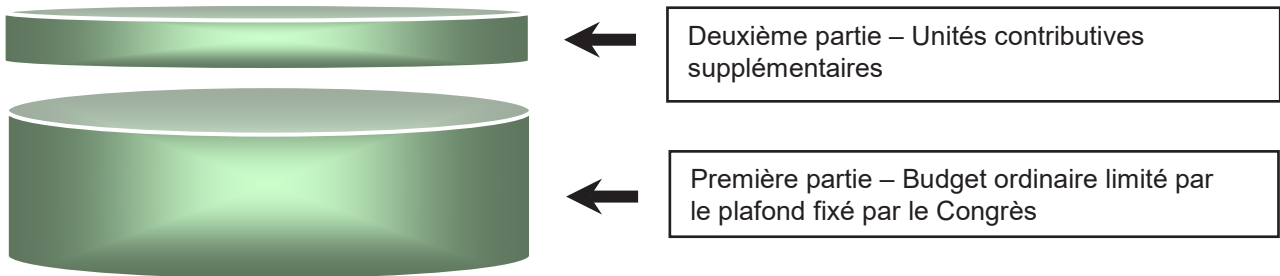 Deuxième partie – Unités contributives
supplémentaires
Première partie – Budget ordinaire limité par
le plafond fixé par le Congrès